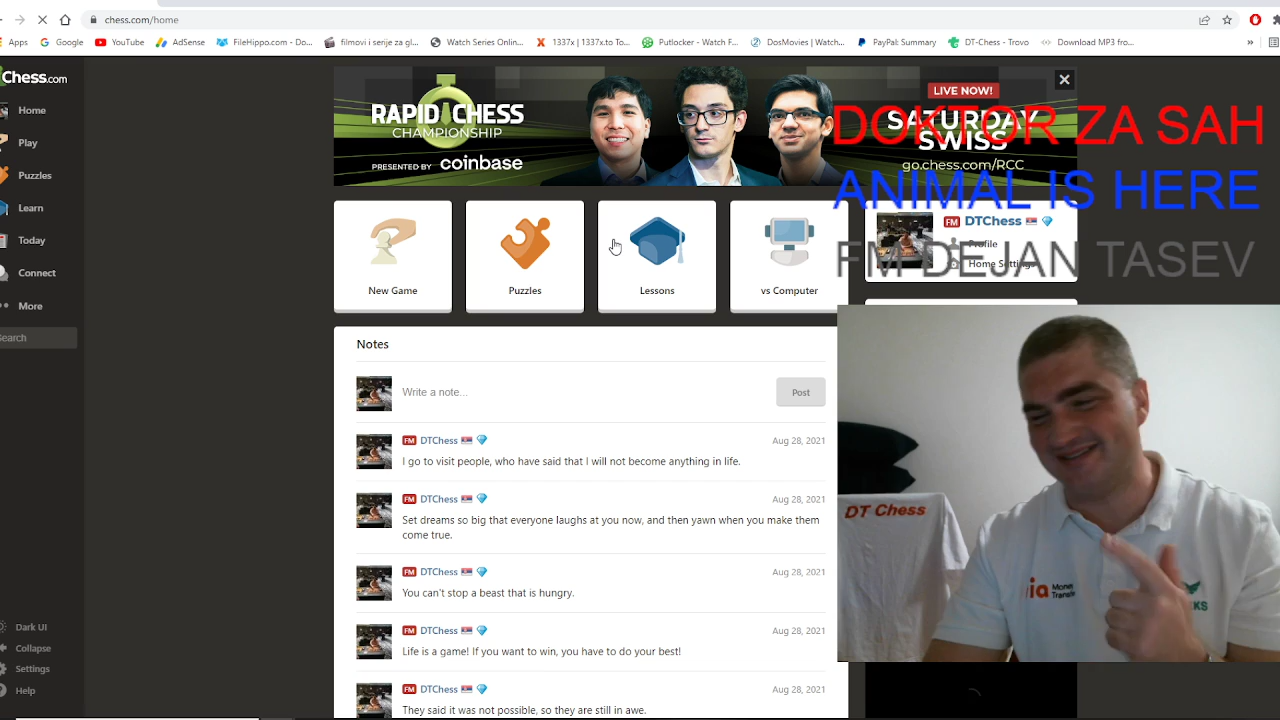 chess.com/home
Apps
Google
YouTube
AdSense
FileHippo.com - Do...
filmovi i serije za gl...
Watch Series Onlin...
1337x | 1337x.to To...
Putlocker - Watch F...
DosMovies | Watch...
PayPal: Summary
DT-Chess - Trovo
Download MP3 fro...
»
Chess.com
Home
Play
Puzzles
Learn
Today
Connect
More
Search
Dark UI
Collapse
Settings
Help
RAPID CHESS
CHAMPIONSHIP
PRESENTED BY coinbase
LIVE NOW!
SATURDAY
SWISS
go.chess.com/RCC
DOKTOR ZA SAH
ANIMAL IS HERE
FM DEJAN TASEV
New Game
Puzzles
Lessons
vs Computer
FM DTChess
Profile
Home Settings
Notes
Write a note...
Post
FM DTChess
Aug 28, 2021
I go to visit people, who have said that I will not become anything in life.
FM DTChess
Aug 28, 2021
Set dreams so big that everyone laughs at you now, and then yawn when you make them
come true.
FM DTChess
Aug 28, 2021
You can't stop a beast that is hungry.
FM DTChess
Aug 28, 2021
Life is a game! If you want to win, you have to do your best!
FM DTChess
Aug 28, 2021
They said it was not possible, so they are still in awe.
DT Chess
ia Money
Transfer